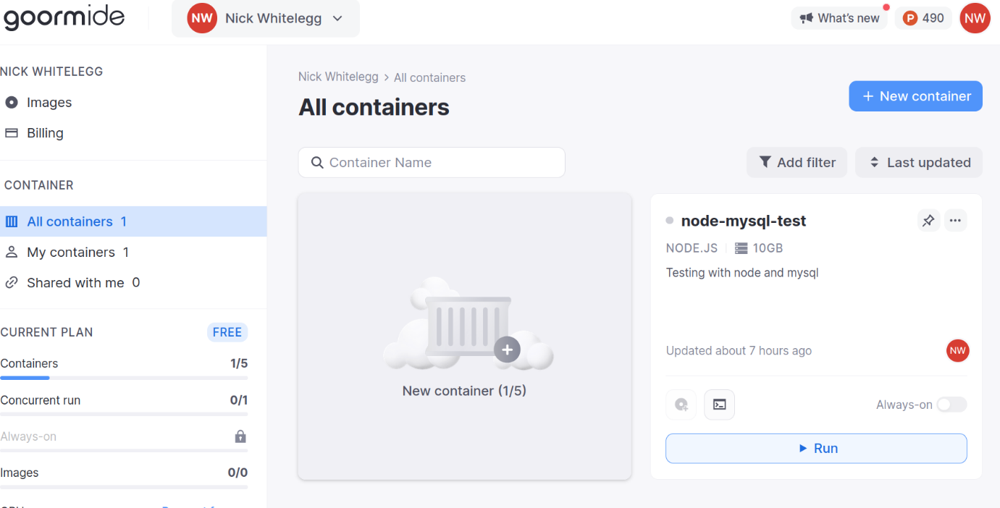 goormide
NW Nick Whitelegg
What's new
P 490
NW
NICK WHITELEGG
Images
Billing
CONTAINER
All containers 1
My containers 1
Shared with me 0
CURRENT PLAN FREE
Containers 1/5
Concurrent run 0/1
Always-on
Images 0/0
Nick Whitelegg > All containers
All containers
+ New container
Container Name
Add filter
Last updated
New container (1/5)
node-mysql-test
NODE.JS 10GB
Testing with node and mysql
Updated about 7 hours ago NW
Always-on
Run